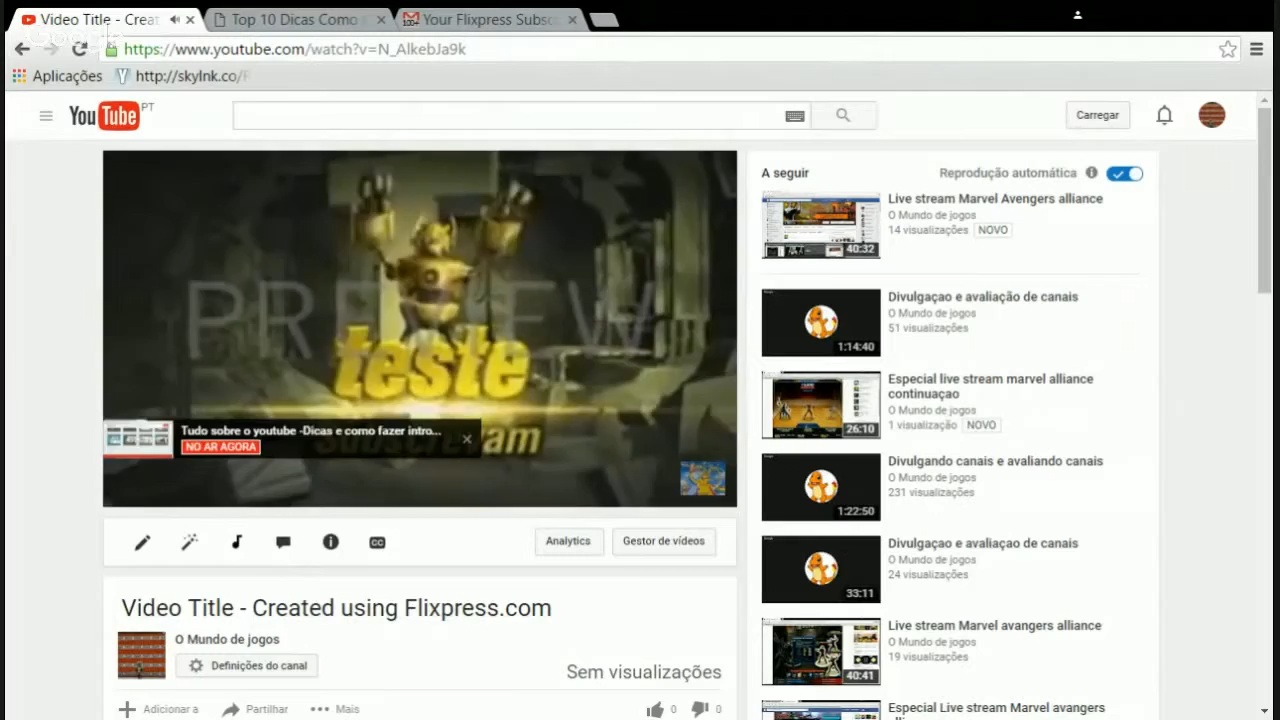 Video Title - Creat
Top 10 Dicas Como
Your Flixpress Subsc
https://www.youtube.com/watch?v=N_AlkebJa9k
Aplicações
http://skylnk.co/F
YouTube PT
Carregar
PREVIEW
teste
Tudo sobre o youtube -Dicas e como fazer intro...
NO AR AGORA
am
Analytics
Gestor de vídeos
Video Title - Created using Flixpress.com
O Mundo de jogos
Definições do canal
Sem visualizações
Adicionar a
Partilhar
Mais
0
0
A seguir
Reprodução automática
Live stream Marvel Avengers alliance
O Mundo de jogos
14 visualizações NOVO
40:32
Divulgaçao e avaliação de canais
O Mundo de jogos
51 visualizações
1:14:40
Especial live stream marvel alliance
continuaçao
O Mundo de jogos
1 visualização NOVO
26:10
Divulgando canais e avaliando canais
O Mundo de jogos
231 visualizações
1:22:50
Divulgaçao e avaliaçao de canais
O Mundo de jogos
24 visualizações
33:11
Live stream Marvel avangers alliance
O Mundo de jogos
19 visualizações
40:41
Especial Live stream Marvel avangers